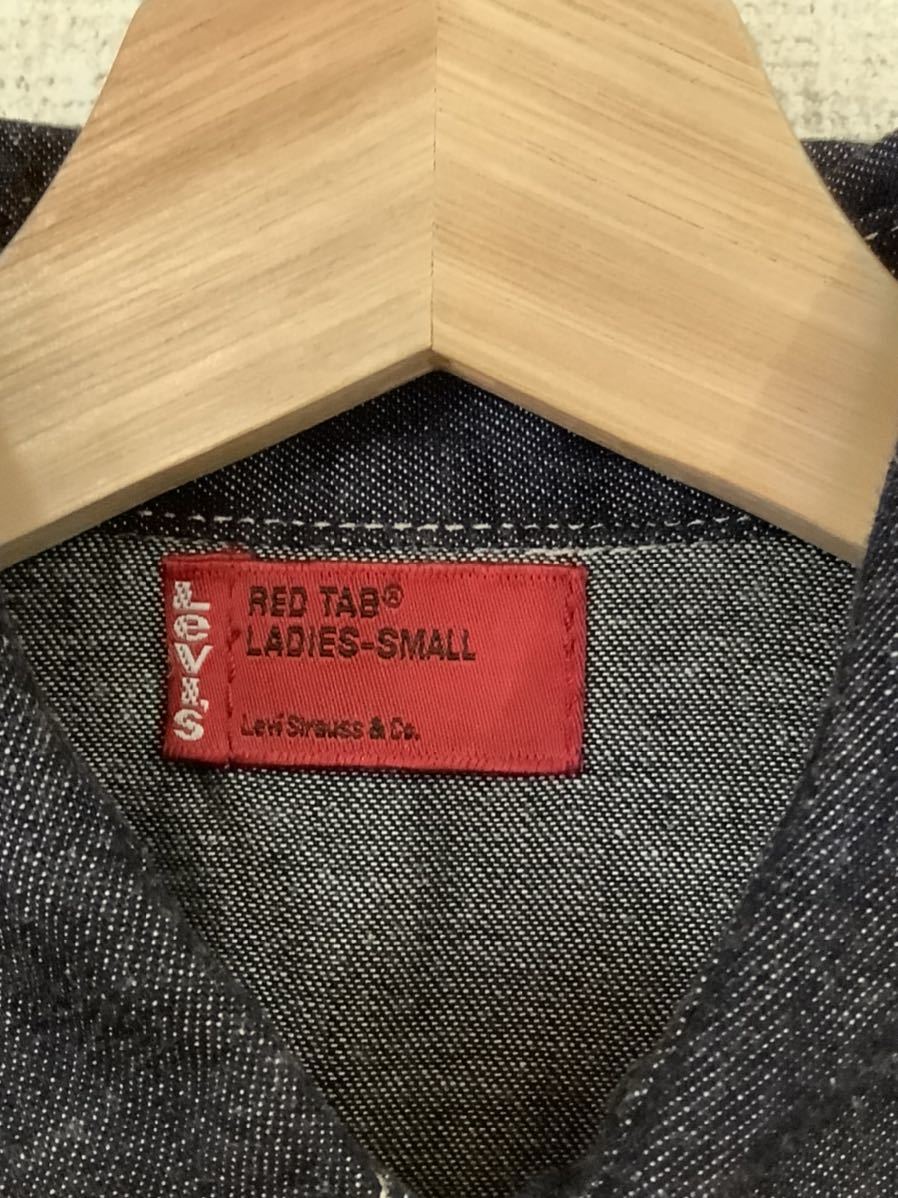 Levi's
RED TAB®
LADIES-SMALL
Levi Strauss & Co.